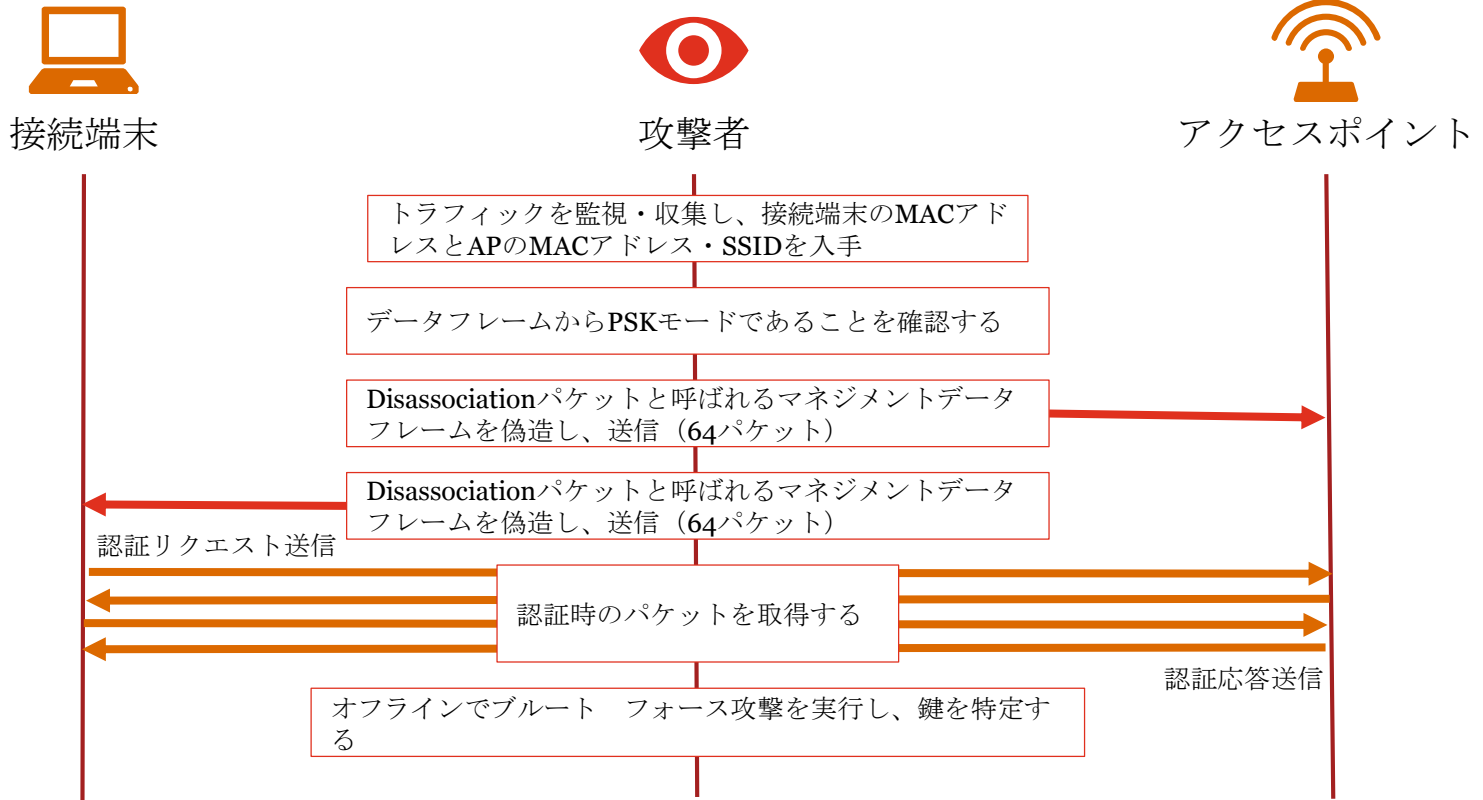 接続端末
攻撃者
アクセスポイント
トラフィックを監視・収集し、接続端末のMACアド
レスとAPのMACアドレス・SSIDを入手
データフレームからPSKモードであることを確認する
Disassociationパケットと呼ばれるマネジメントデータ
フレームを偽造し、送信（64パケット）
Disassociationパケットと呼ばれるマネジメントデータ
フレームを偽造し、送信（64パケット）
認証リクエスト送信
認証時のパケットを取得する
認証応答送信
オフラインでブルート　フォース攻撃を実行し、鍵を特定す
る